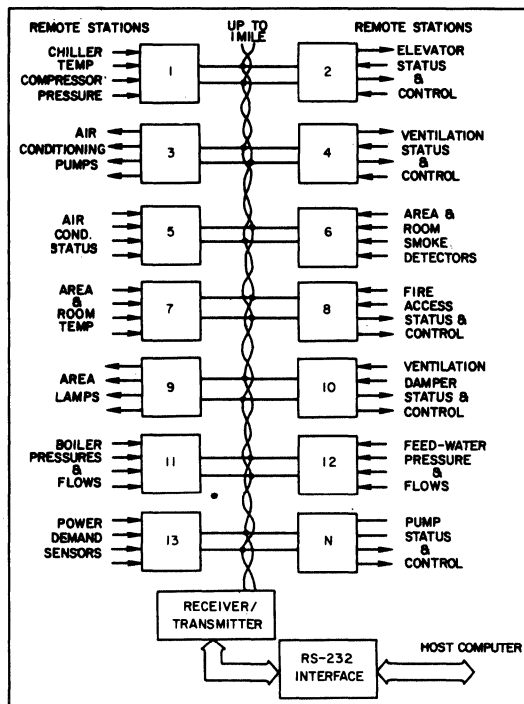 REMOTE STATIONS
UP TO
1 MILE
REMOTE STATIONS
CHILLER
TEMP
COMPRESSOR
PRESSURE
1
2
ELEVATOR
STATUS
&
CONTROL
AIR
CONDITIONING
PUMPS
3
4
VENTILATION
STATUS
&
CONTROL
AIR
COND.
STATUS
5
6
AREA &
ROOM
SMOKE
DETECTORS
AREA
&
ROOM
TEMP
7
8
FIRE
ACCESS
STATUS &
CONTROL
AREA
LAMPS
9
10
VENTILATION
DAMPER
STATUS &
CONTROL
BOILER
PRESSURES
&
FLOWS
11
12
FEED-WATER
PRESSURE
&
FLOWS
POWER
DEMAND
SENSORS
13
N
PUMP
STATUS
&
CONTROL
RECEIVER/
TRANSMITTER
RS-232
INTERFACE
HOST COMPUTER